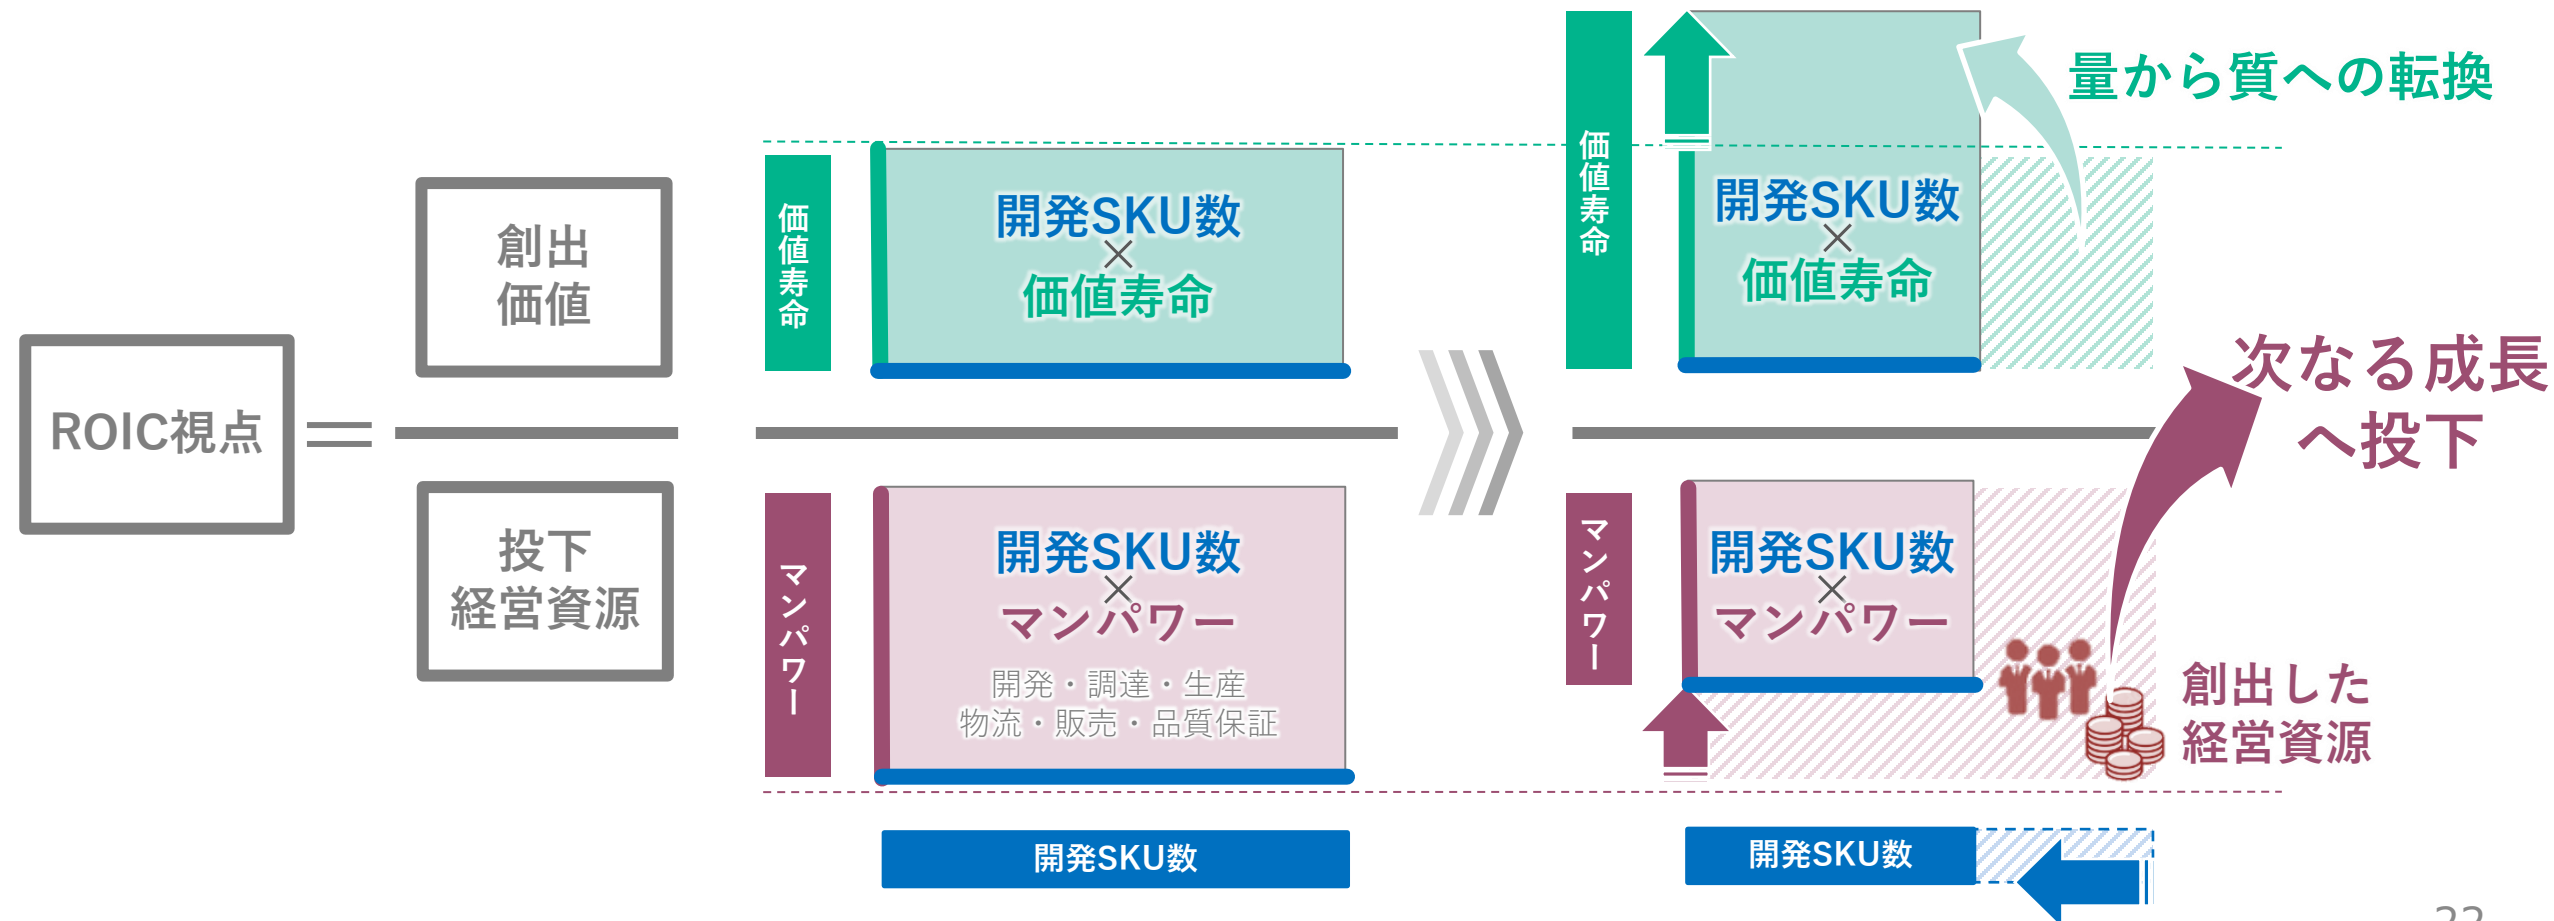 ROIC視点
創出
価値
投下
経営資源
価値寿命
開発SKU数
×
価値寿命
マンパワー
開発SKU数
×
マンパワー
開発・調達・生産
物流・販売・品質保証
開発SKU数
価値寿命
開発SKU数
×
価値寿命
量から質への転換
次なる成長
へ投下
マンパワー
開発SKU数
×
マンパワー
創出した
経営資源
開発SKU数